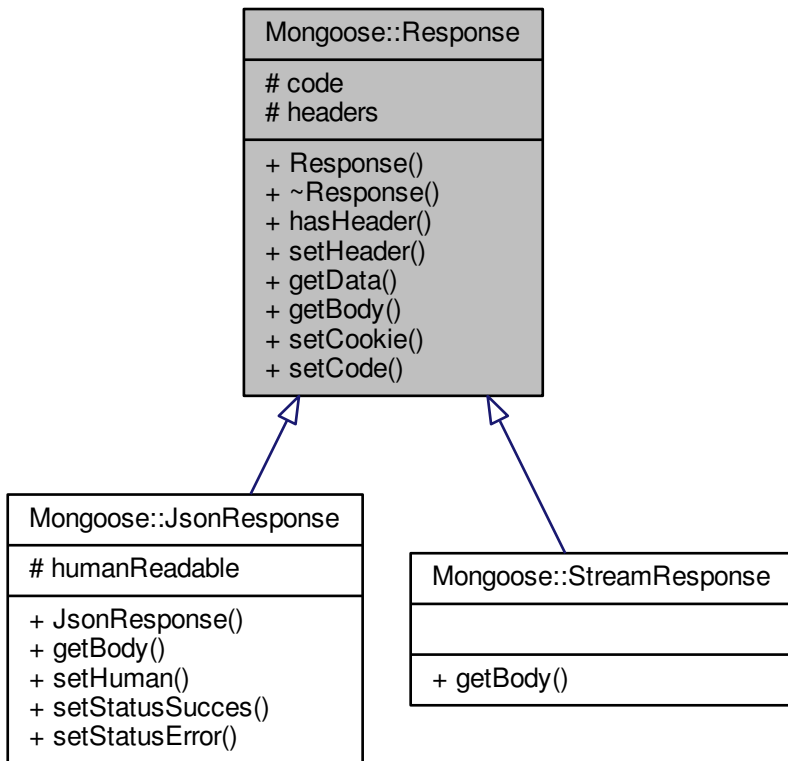 Mongoose::Response
# code
# headers
+ Response()
+ ~Response()
+ hasHeader()
+ setHeader()
+ getData()
+ getBody()
+ setCookie()
+ setCode()
Mongoose::JsonResponse
# humanReadable
+ JsonResponse()
+ getBody()
+ setHuman()
+ setStatusSucces()
+ setStatusError()
Mongoose::StreamResponse
+ getBody()